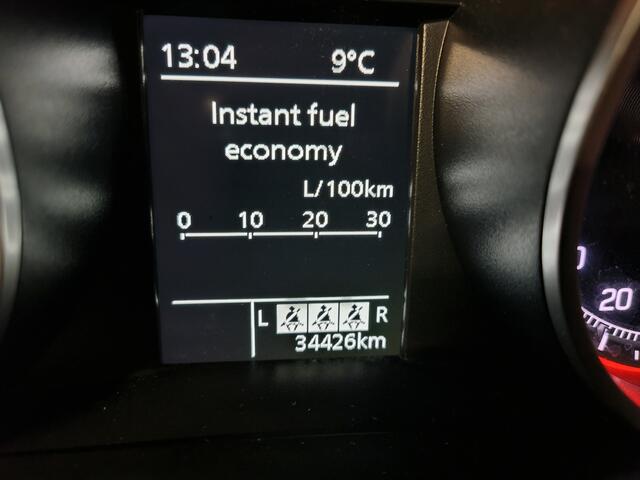 13:04 9°C
Instant fuel
economy
L/100km
0 10 20 30
L R
34426km
20